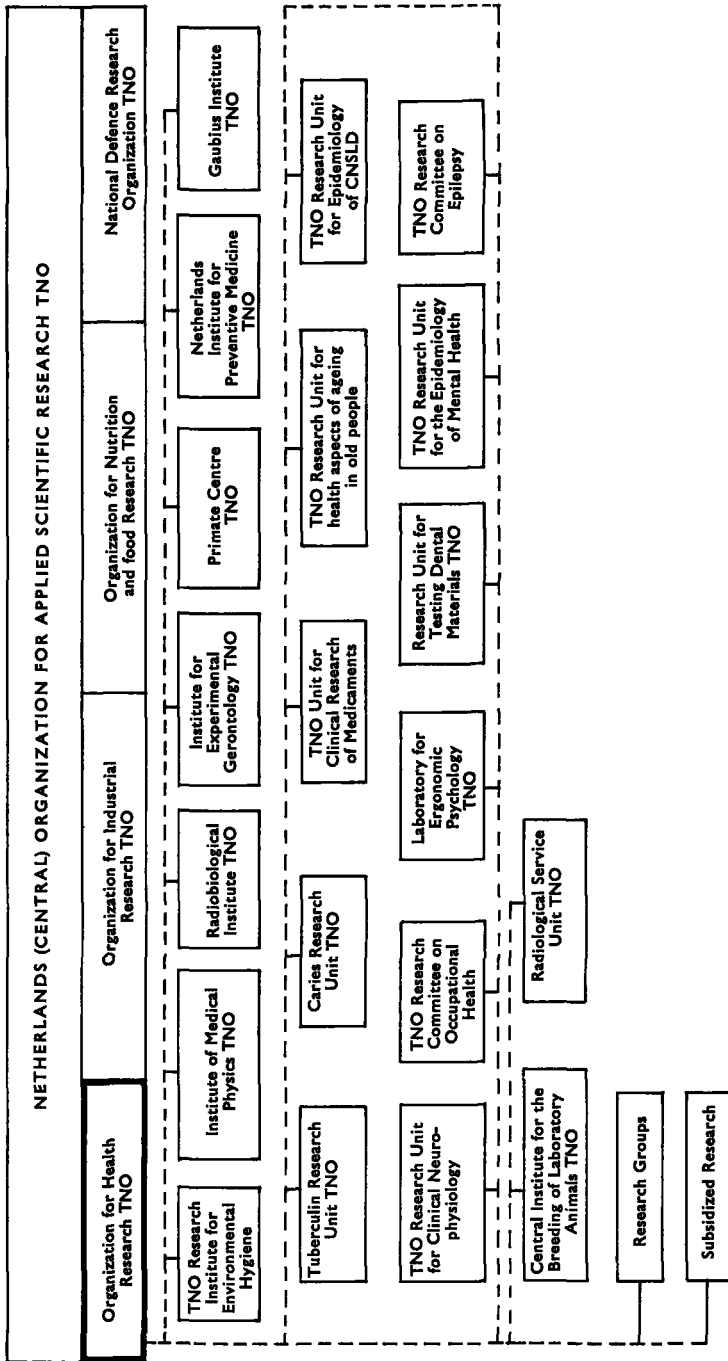 NETHERLANDS (CENTRAL) ORGANIZATION FOR APPLIED SCIENTIFIC RESEARCH TNO
Organization for Health
Research TNO
Organization for Industrial
Research TNO
Organization for Nutrition
and food Research TNO
National Defence Research
Organization TNO
TNO Research
Institute for
Environmental
Hygiene
Institute of Medical
Physics TNO
Radiobiological
Institute TNO
Institute for
Experimental
Gerontology TNO
Primate Centre
TNO
Netherlands
Institute for
Preventive Medicine
TNO
Gaubius Institute
TNO
Tuberculin Research
Unit TNO
Caries Research
Unit TNO
TNO Unit for
Clinical Research
of Medicaments
TNO Research Unit for
health aspects of ageing
in old people
TNO Research Unit
for Epidemiology
of CNSLD
TNO Research Unit
for Clinical Neuro-
physiology
TNO Research
Committee on
Occupational
Health
Laboratory for
Ergonomic
Psychology
TNO
Research Unit for
Testing Dental
Materials TNO
TNO Research Unit
for the Epidemiology
of Mental Health
TNO Research
Committee on
Epilepsy
Central Institute for the
Breeding of Laboratory
Animals TNO
Radiological Service
Unit TNO
Research Groups
Subsidized Research